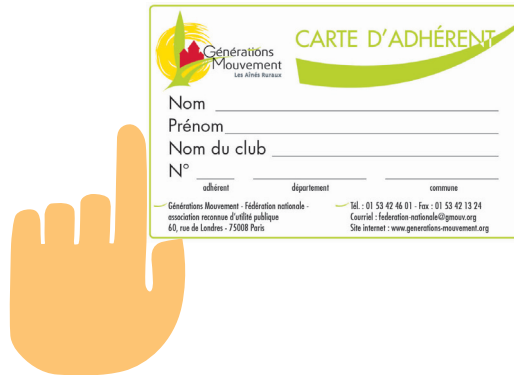 Générations
Mouvement
Les Aînés Ruraux
CARTE D'ADHÉRENT
Nom
Prénom
Nom du club
N°
adhérent département commune
Générations Mouvement - Fédération nationale -
association reconnue d'utilité publique
60, rue de Londres - 75008 Paris
Tél. : 01 53 42 46 01 - Fax : 01 53 42 13 24
Courriel : federation-nationale@gmouv.org
Site internet : www.generations-mouvement.org